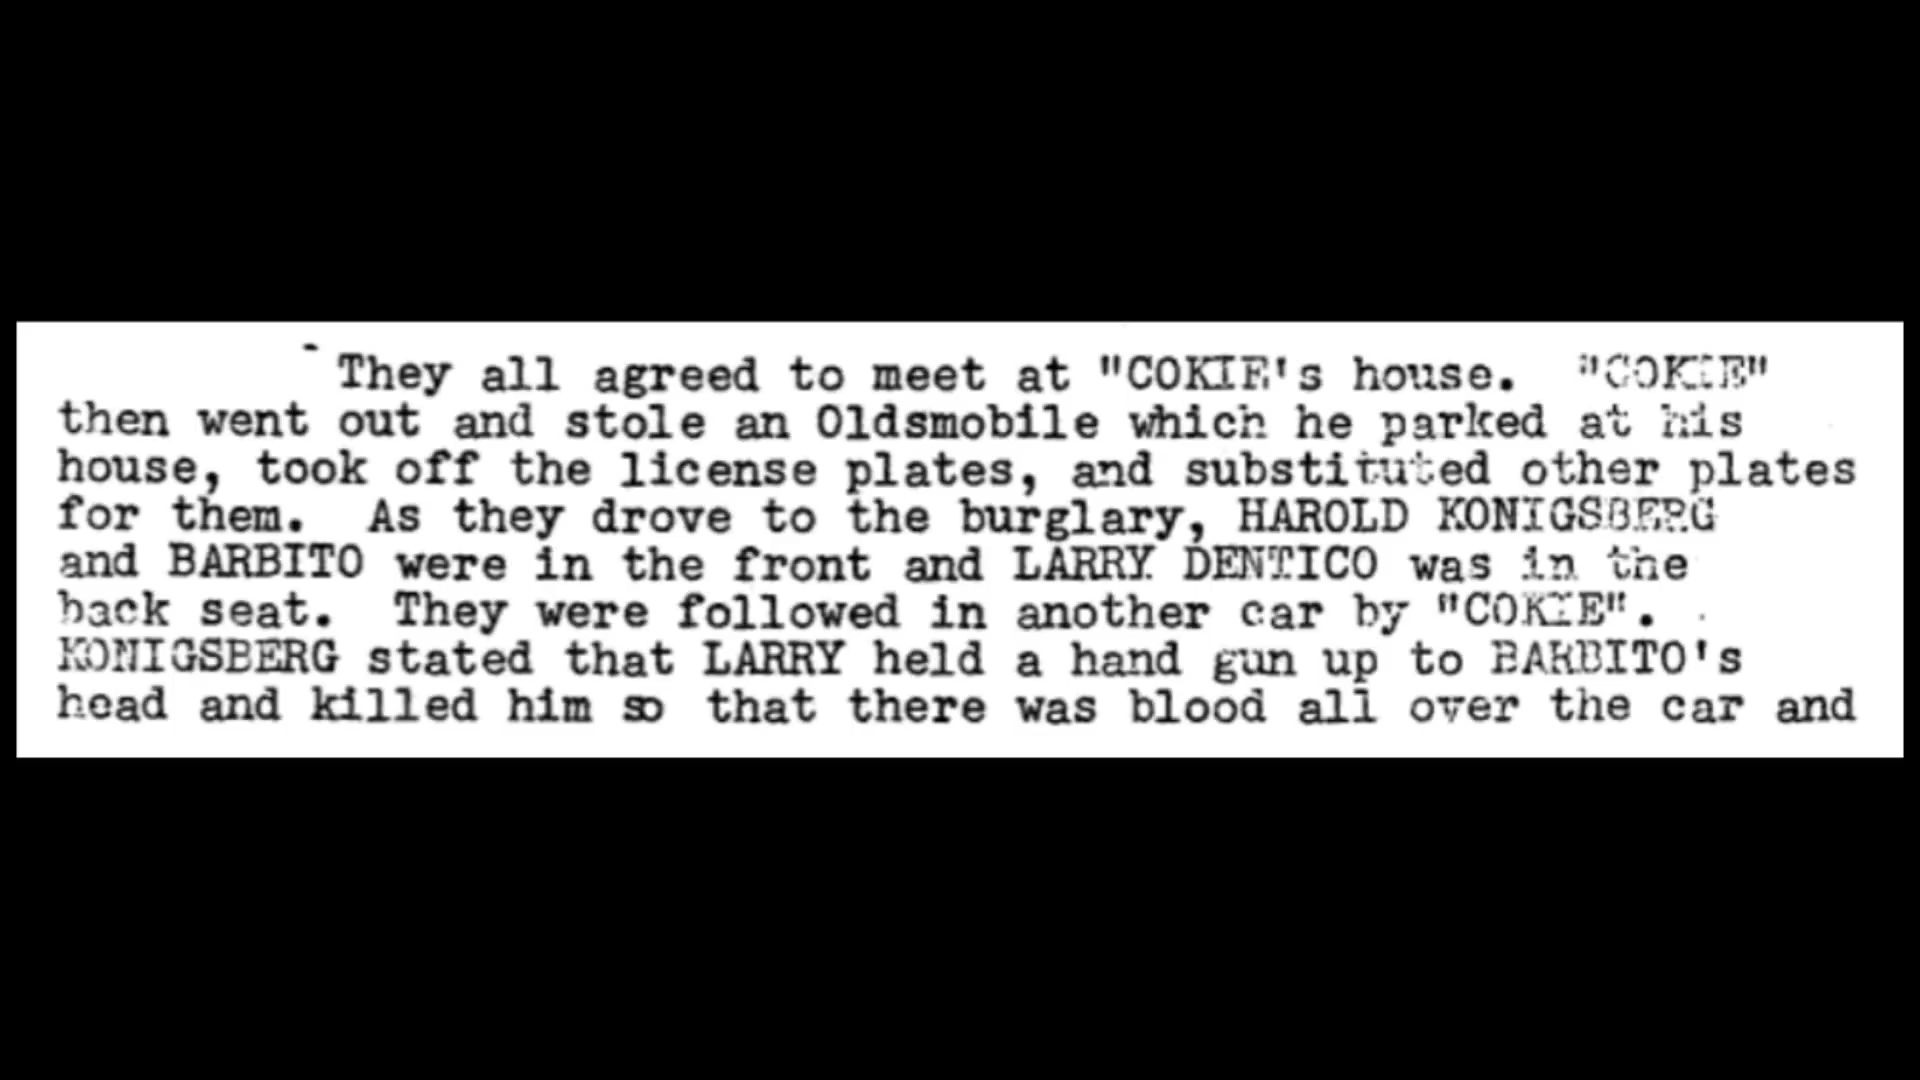 They all agreed to meet at "COKIE's house. "COKIE"
then went out and stole an Oldsmobile which he parked at his
house, took off the license plates, and substituted other plates
for them. As they drove to the burglary, HAROLD KONIGSBERG
and BARBITO were in the front and LARRY DENTICO was in the
back seat. They were followed in another car by "COKIE".
KONIGSBERG stated that LARRY held a hand gun up to BARBITO's
head and killed him so that there was blood all over the car and